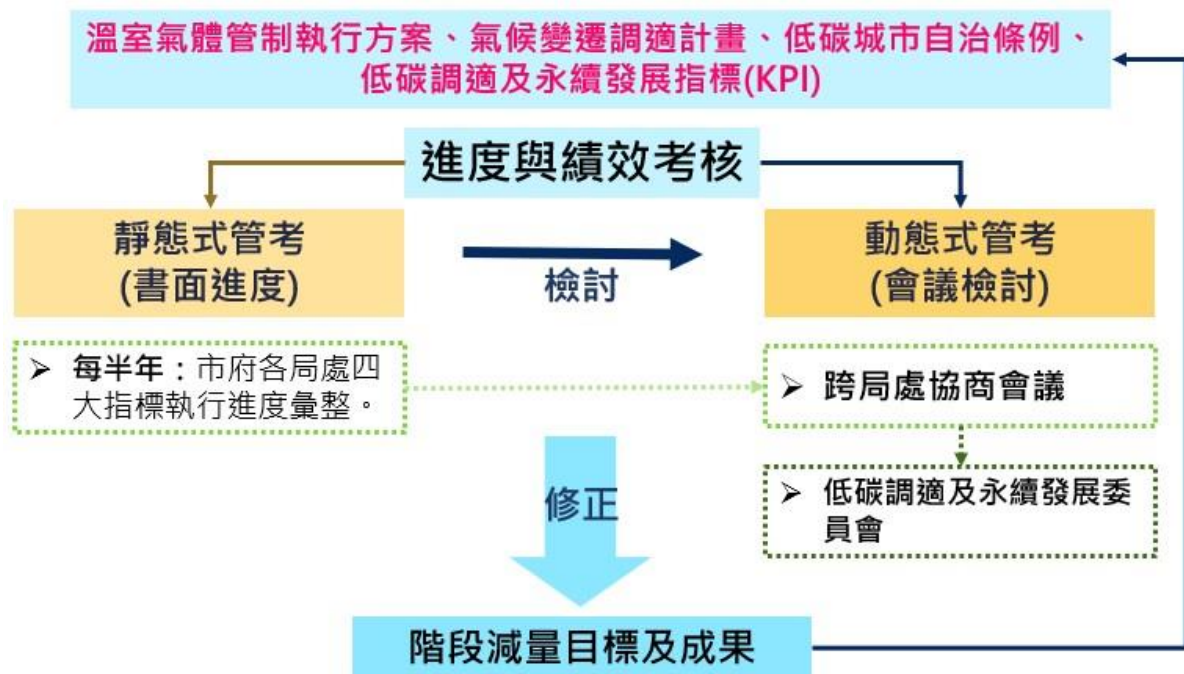 溫室氣體管制執行方案、氣候變遷調適計畫、低碳城市自治條例、
低碳調適及永續發展指標(KPI)
進度與績效考核
靜態式管考
(書面進度)
檢討
動態式管考
(會議檢討)
➢ 每半年：市府各局處四
大指標執行進度彙整。
➢ 跨局處協商會議
➢ 低碳調適及永續發展委
員會
修正
階段減量目標及成果